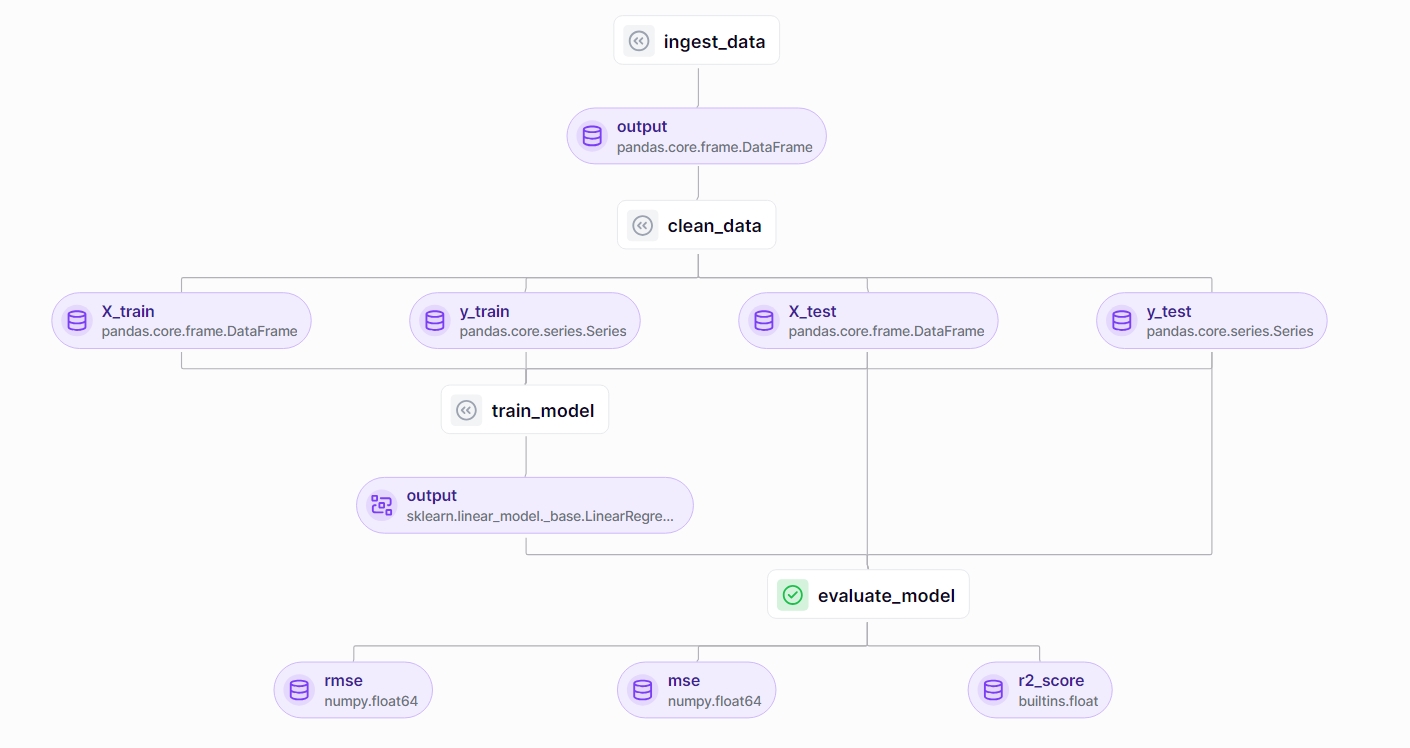 ingest_data
output
pandas.core.frame.DataFrame
clean_data
X_train
pandas.core.frame.DataFrame
y_train
pandas.core.series.Series
X_test
pandas.core.frame.DataFrame
y_test
pandas.core.series.Series
train_model
output
sklearn.linear_model._base.LinearRegre...
evaluate_model
rmse
numpy.float64
mse
numpy.float64
r2_score
builtins.float